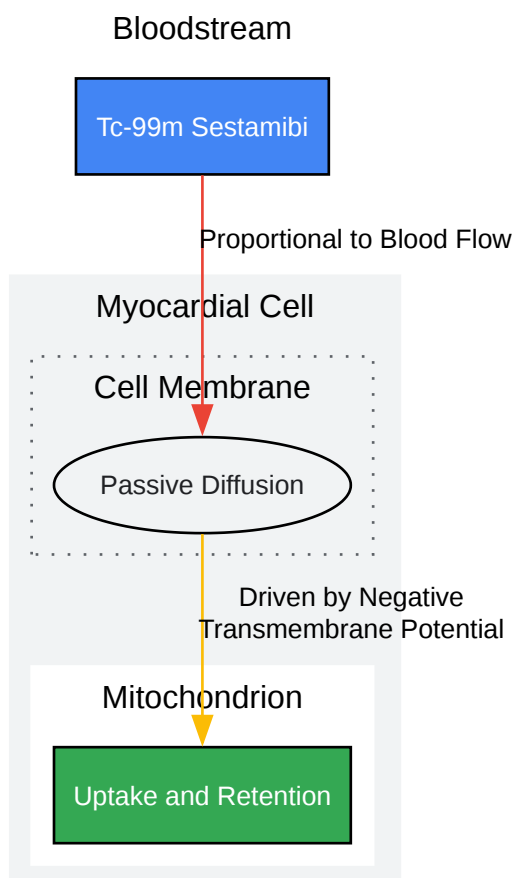 Bloodstream
Tc-99m Sestamibi
Proportional to Blood Flow
Myocardial Cell
Cell Membrane
Passive Diffusion
Driven by Negative
Transmembrane Potential
Mitochondrion
Uptake and Retention